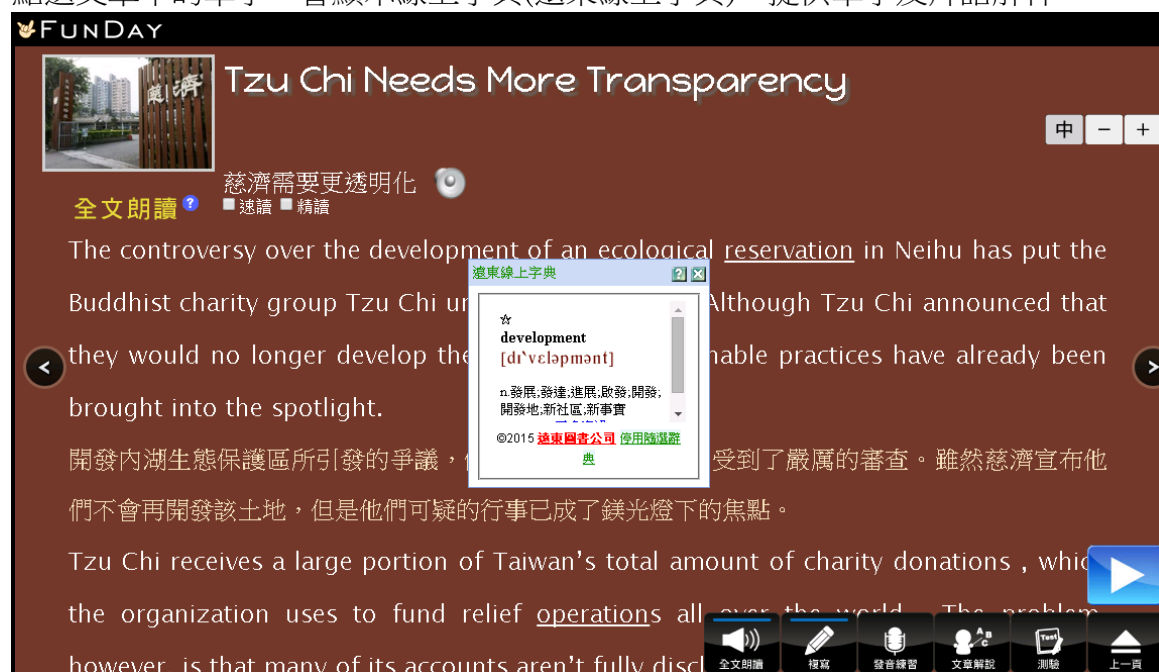 FUNDAY
慈濟
Tzu Chi Needs More Transparency
中 − +
慈濟需要更透明化
全文朗讀? 速讀 精讀
The controversy over the development of an ecological reservation in Neihu has put the
Buddhist charity group Tzu Chi Although Tzu Chi announced that
they would no longer develop the practices have already been
brought into the spotlight.
遠東線上字典
☆
development
[dɪˋvɛləpmənt]
n.發展;發達;進展;啟發;開發;
開發地;新社區;新事實
©2015 遠東圖書公司 停用隨選辭
典
開發內湖生態保護區所引發的爭議, 受到了嚴厲的審查。雖然慈濟宣布他
們不會再開發該土地,但是他們可疑的行事已成了鎂光燈下的焦點。
Tzu Chi receives a large portion of Taiwan's total amount of charity donations , which
the organization uses to fund relief operations all over the world. The problem,
however, is that many of its accounts aren't fully
全文朗讀 複寫 發音練習 文章解說 測驗 上一頁